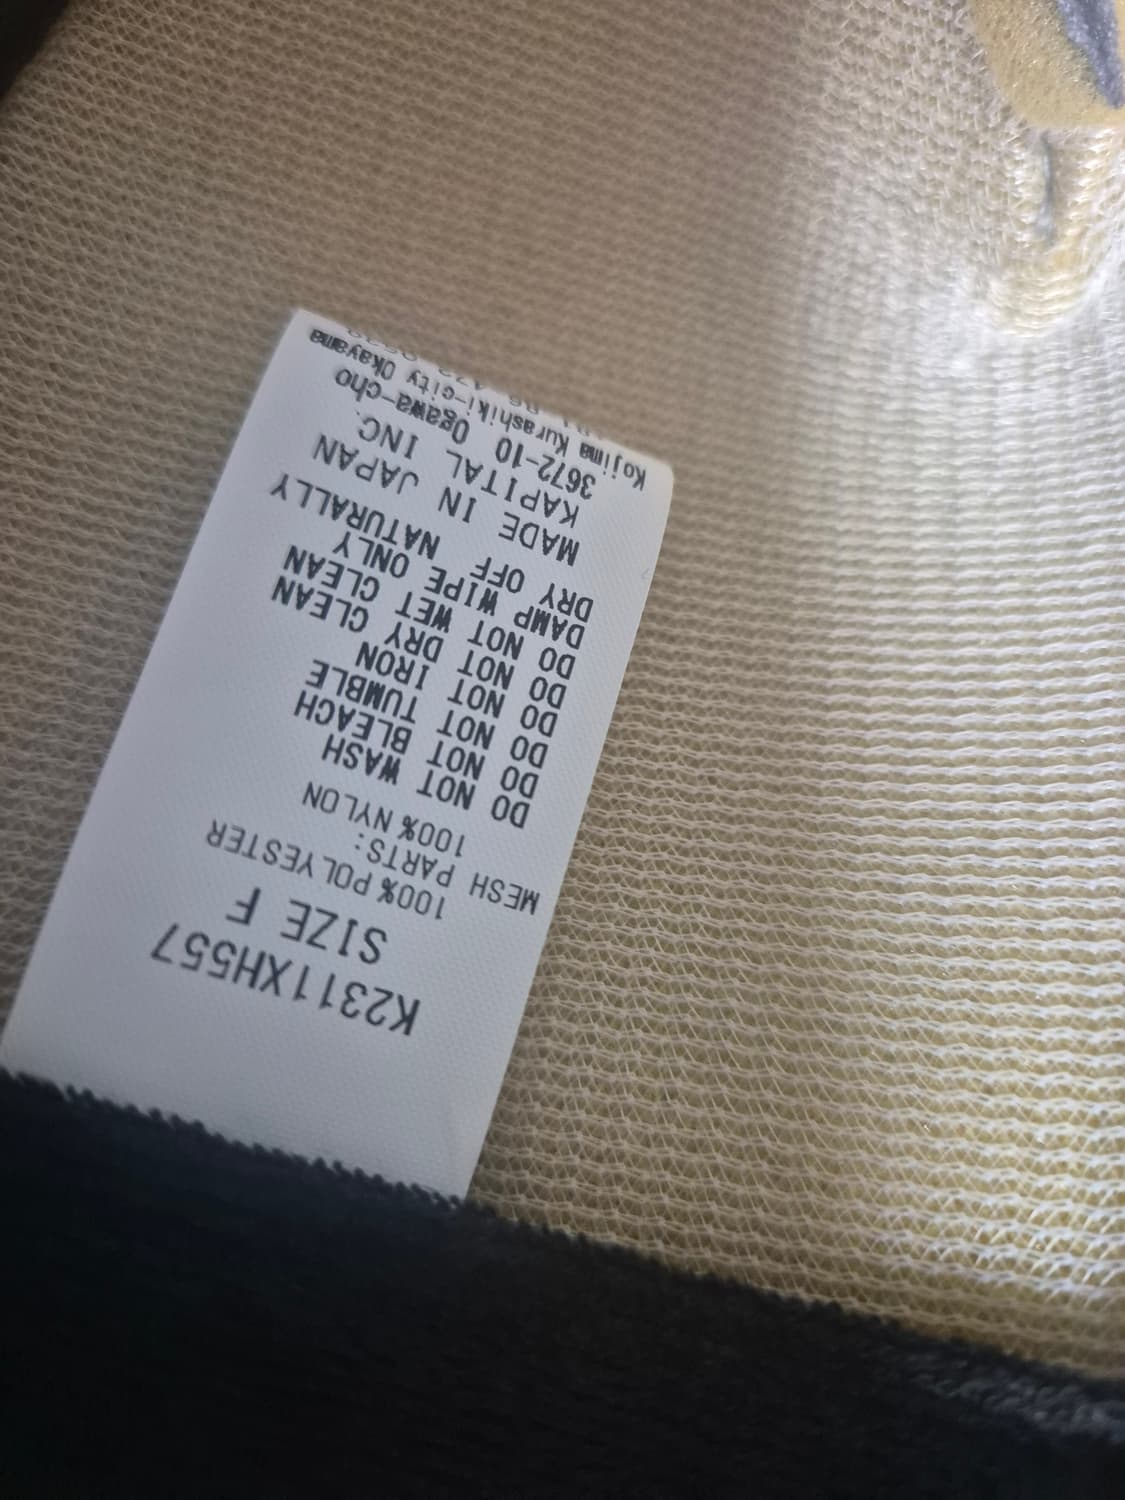 K2311XH557
SIZE F
100% POLYESTER
MESH PARTS:
100% NYLON
DO NOT WASH
DO NOT BLEACH
DO NOT TUMBLE
DO NOT IRON
DO NOT DRY CLEAN
DO NOT WET CLEAN
DAMP WIPE ONLY
DRY OFF NATURALLY
MADE IN JAPAN
KAPITAL INC.
3672-10 Ogawa-cho
Kojima Kurashiki-city Okayama